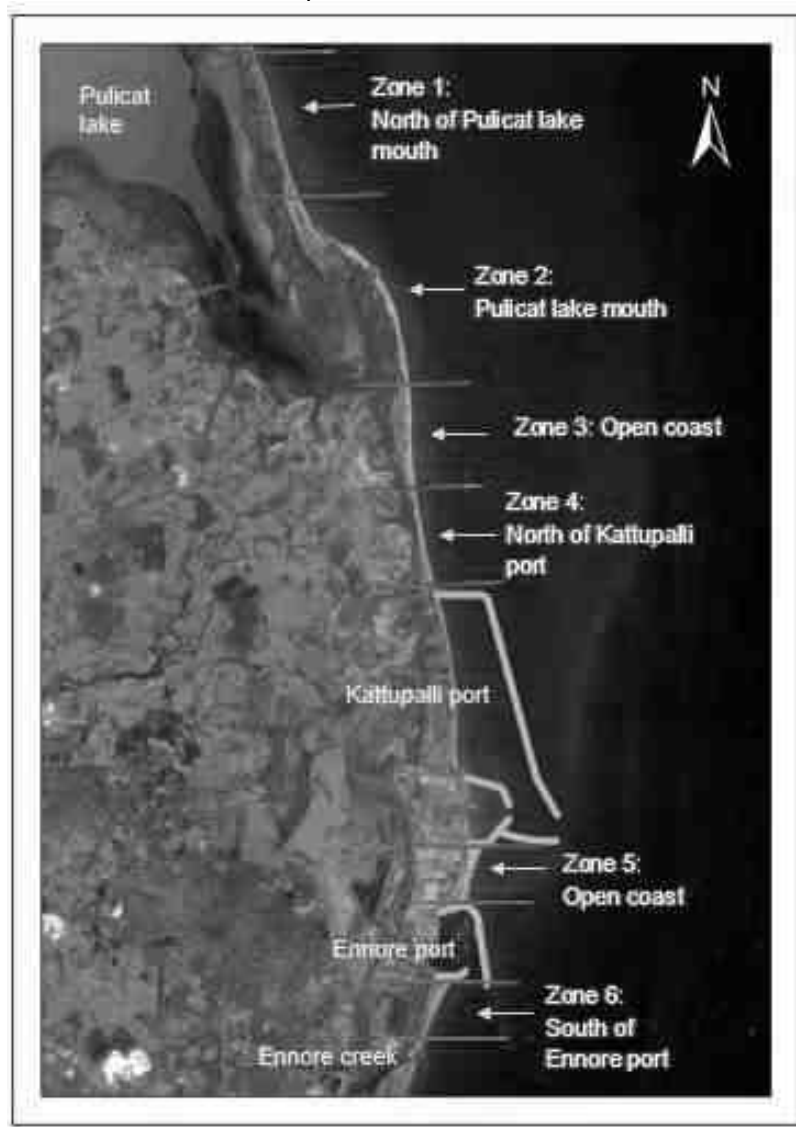 Pulicat
lake
Zone 1:
North of Pulicat lake
mouth
N
Zone 2:
Pulicat lake mouth
Zone 3: Open coast
Zone 4:
North of Kattupalli
port
Kattupalli port
Zone 5:
Open coast
Ennore port
Zone 6:
South of
Ennore port
Ennore creek